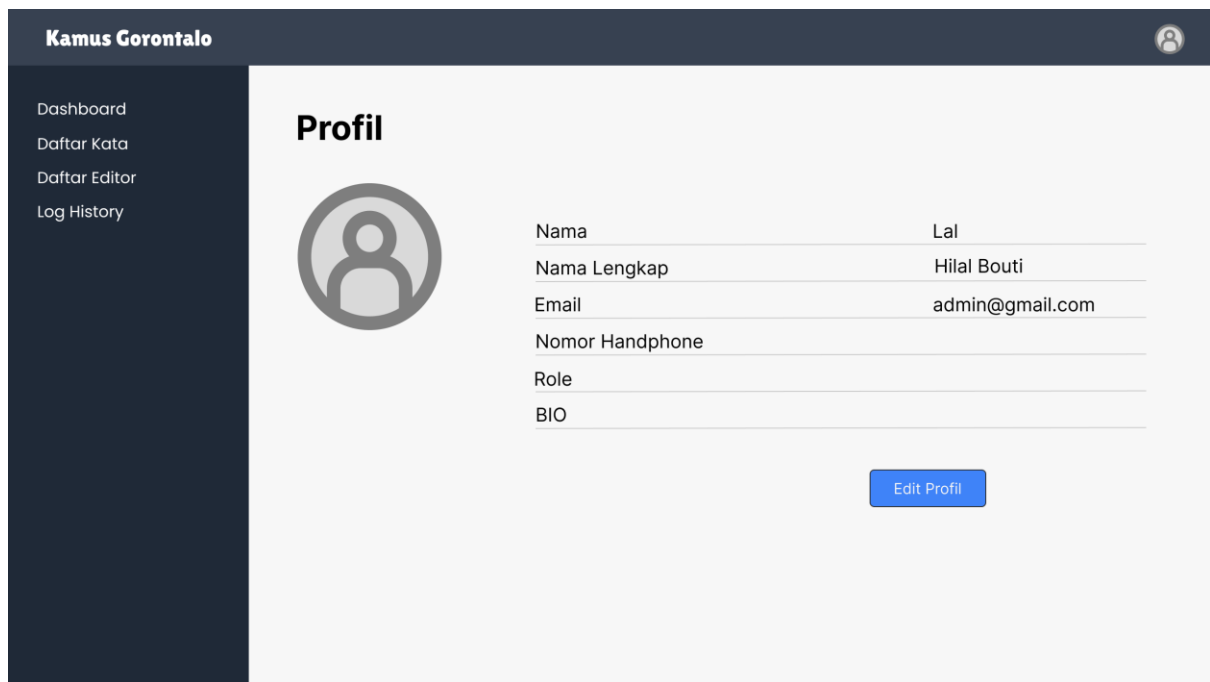 Kamus Gorontalo
Dashboard
Daftar Kata
Daftar Editor
Log History
Profil
Nama Lal
Nama Lengkap Hilal Bouti
Email admin@gmail.com
Nomor Handphone
Role
BIO
Edit Profil